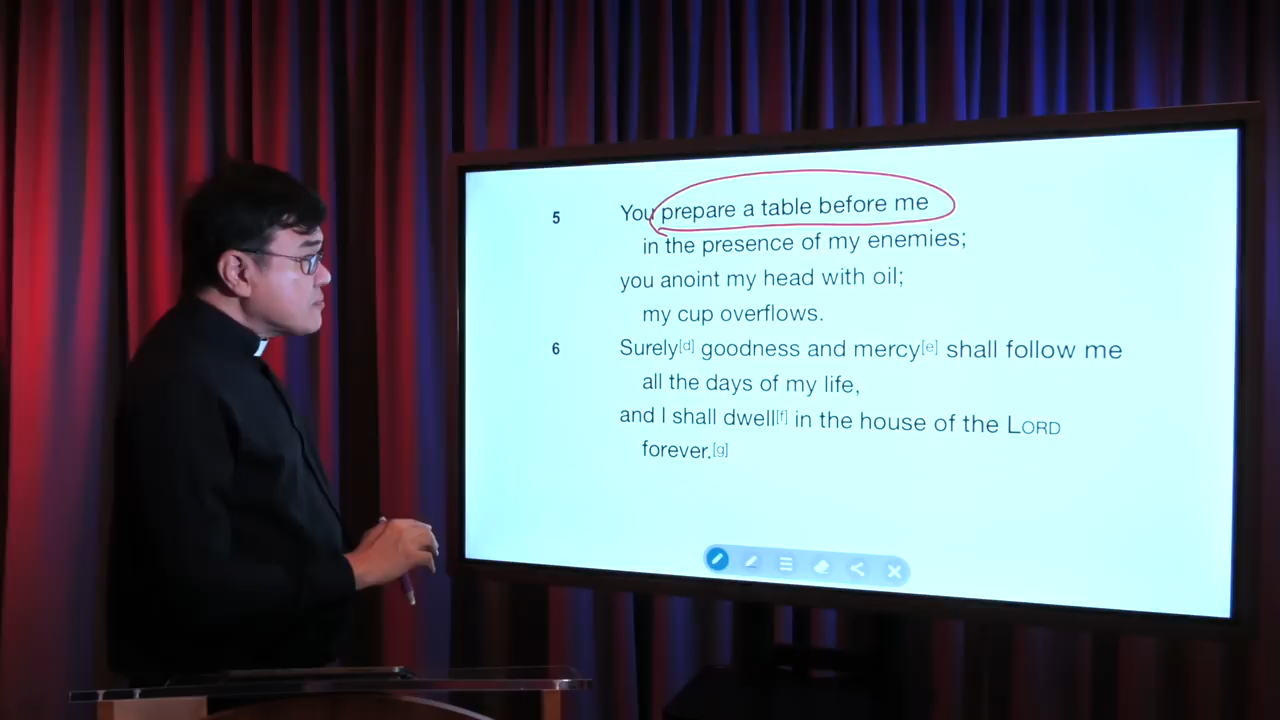 5 You prepare a table before me
in the presence of my enemies;
you anoint my head with oil;
my cup overflows.
6 Surely[d] goodness and mercy[e] shall follow me
all the days of my life,
and I shall dwell[f] in the house of the LORD
forever.[g]